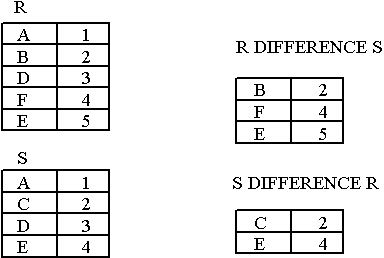 R
A 1
B 2
D 3
F 4
E 5
S
A 1
C 2
D 3
E 4
R DIFFERENCE S
B 2
F 4
E 5
S DIFFERENCE R
C 2
E 4